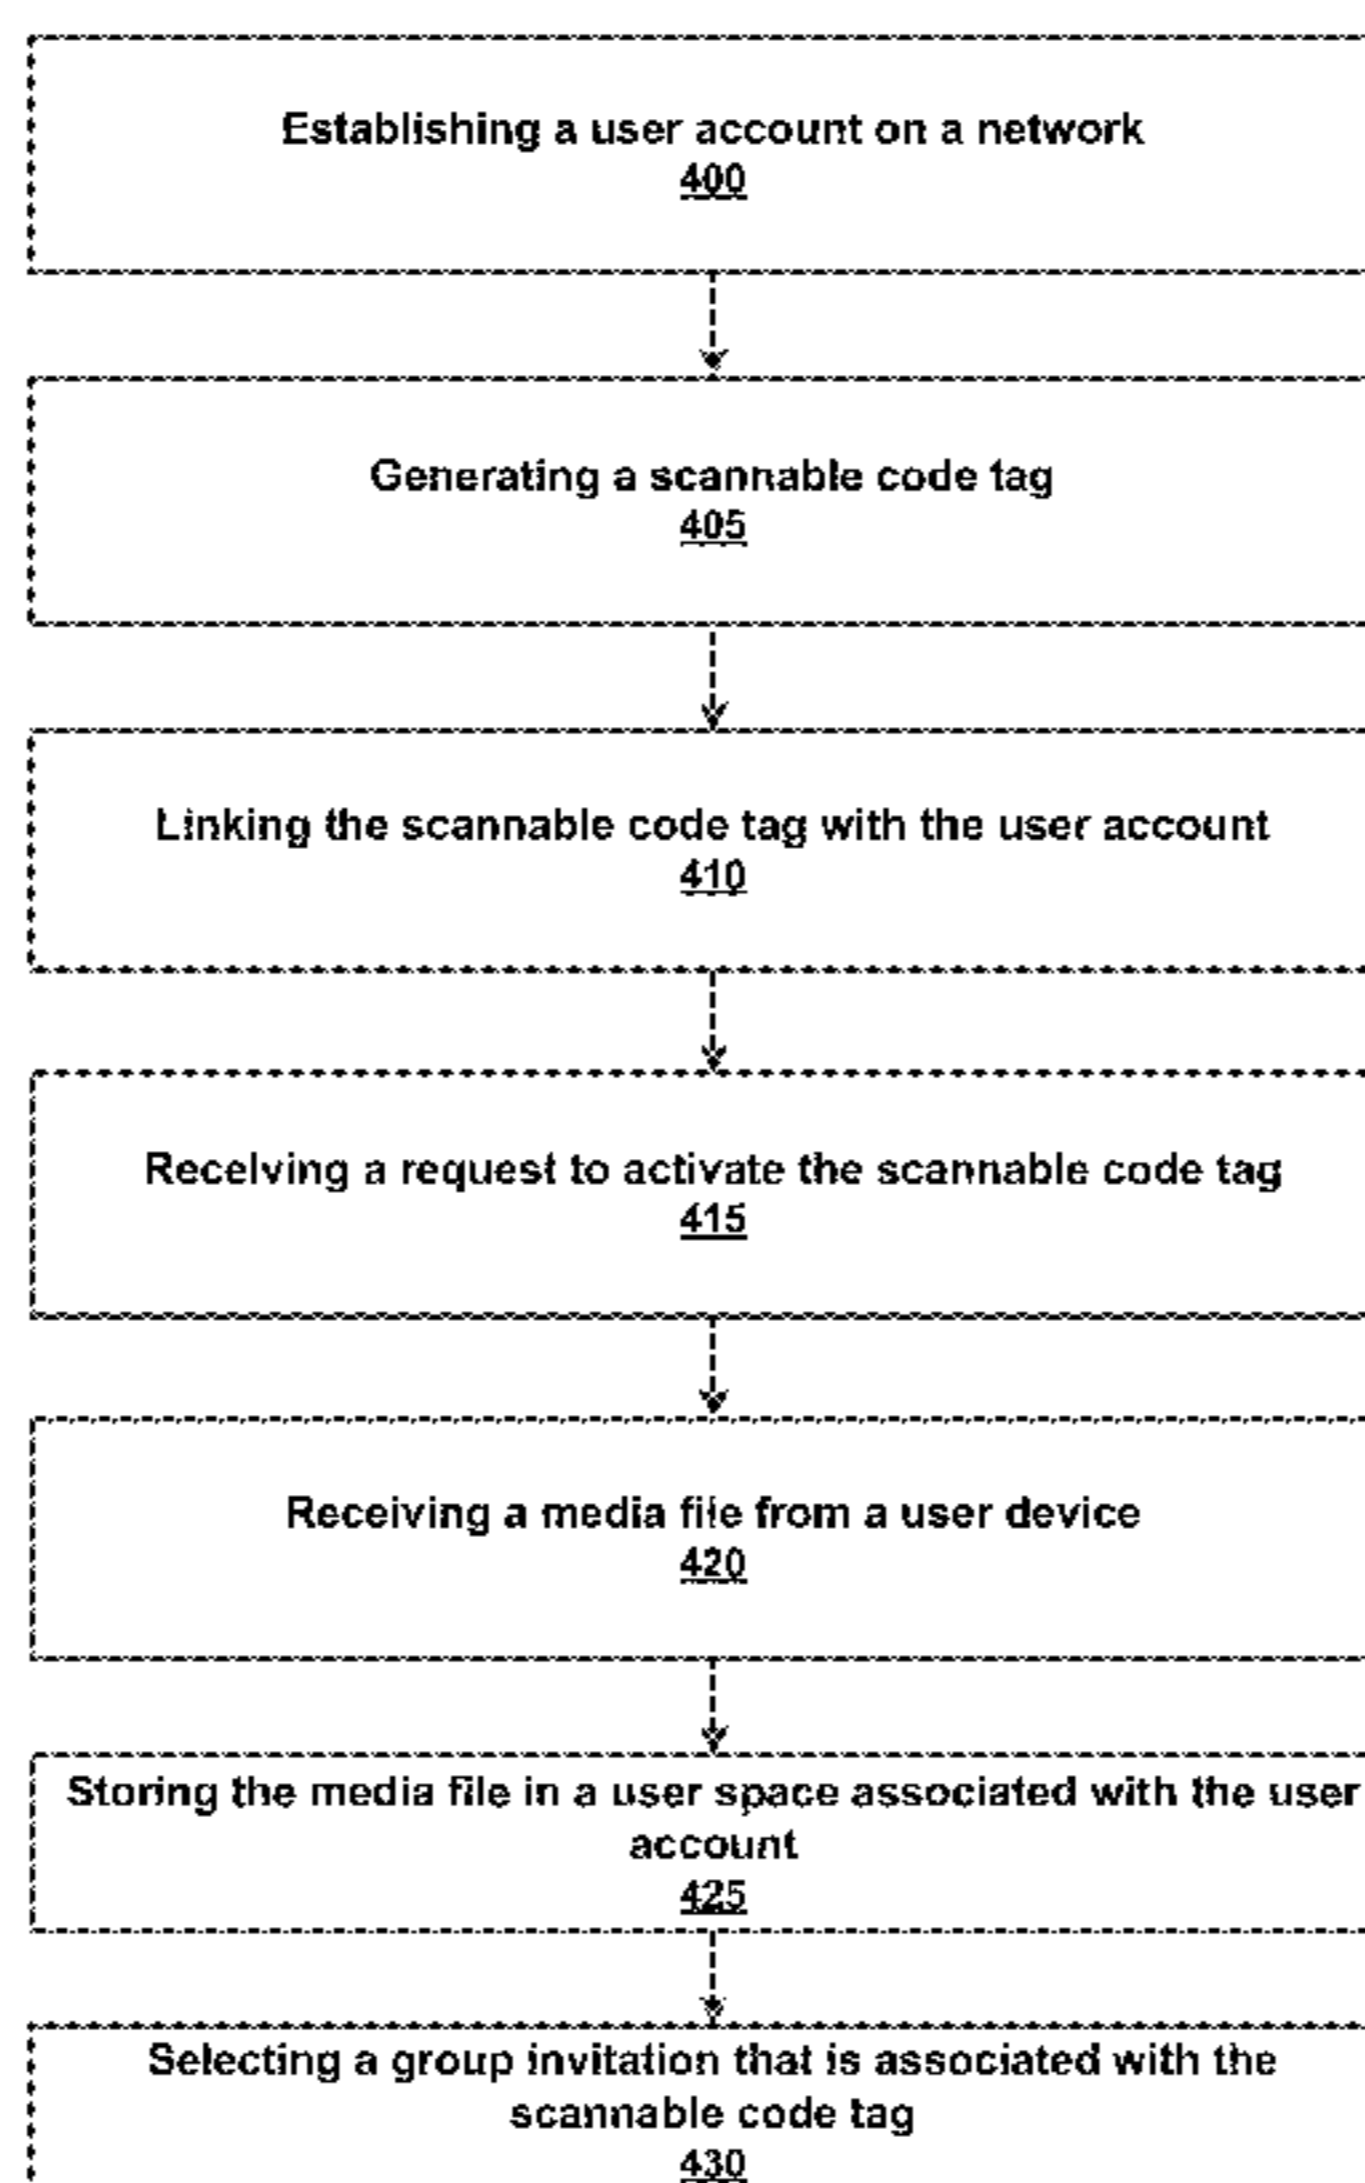 Establishing a user account on a network
400
Generating a scannable code tag
405
Linking the scannable code tag with the user account
410
Receiving a request to activate the scannable code tag
415
Receiving a media file from a user device
420
Storing the media file in a user space associated with the user
account
425
Selecting a group invitation that is associated with the
scannable code tag
430